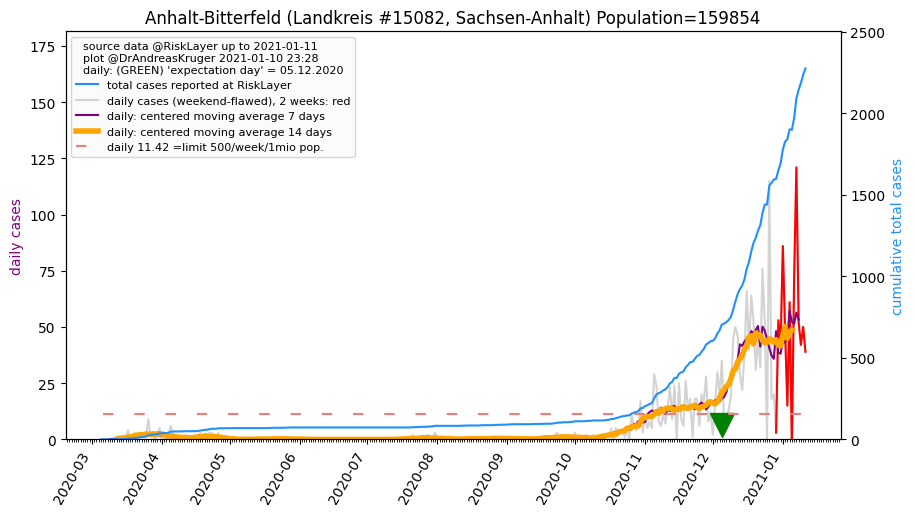 Anhalt-Bitterfeld (Landkreis #15082, Sachsen-Anhalt) Population=159854
source data @RiskLayer up to 2021-01-11
plot @DrAndreasKruger 2021-01-10 23:28
daily: (GREEN) 'expectation day' = 05.12.2020
total cases reported at RiskLayer
daily cases (weekend-flawed), 2 weeks: red
daily: centered moving average 7 days
daily: centered moving average 14 days
daily 11.42 =limit 500/week/1mio pop.
daily cases
175
150
125
100
75
50
25
0
cumulative total cases
2500
2000
1500
1000
500
0
2020-03
2020-04
2020-05
2020-06
2020-07
2020-08
2020-09
2020-10
2020-11
2020-12
2021-01